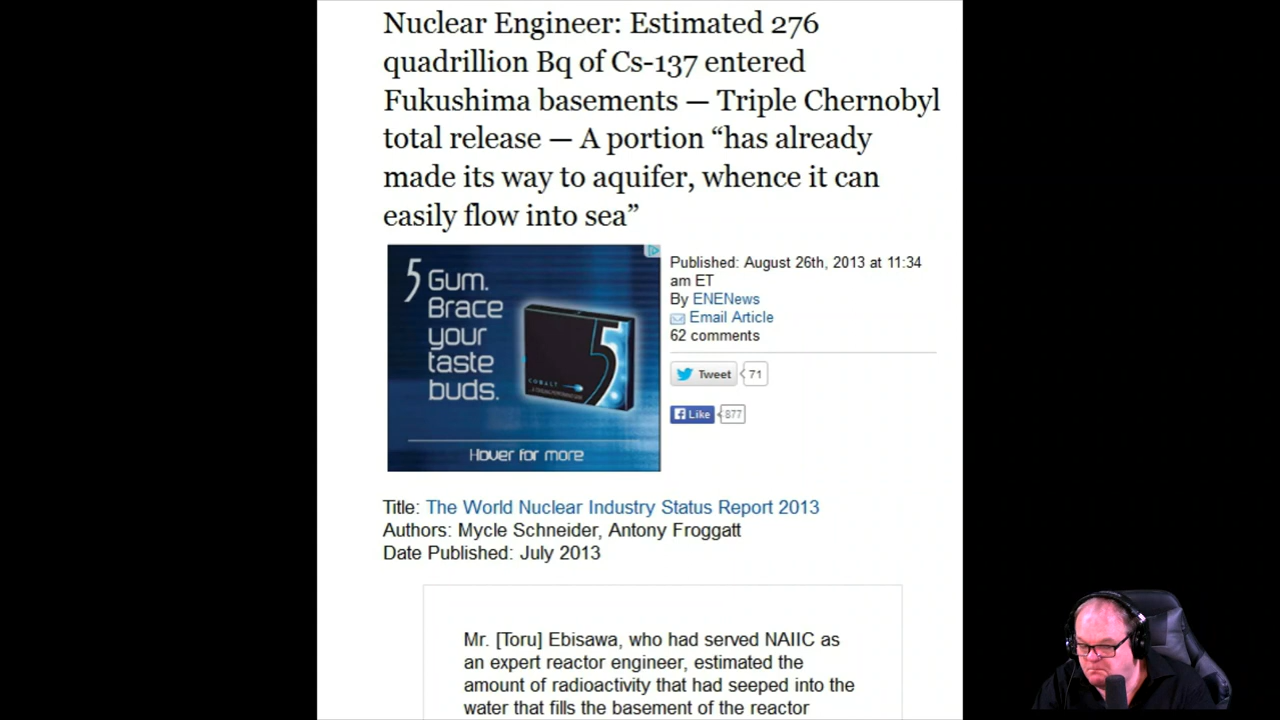 Nuclear Engineer: Estimated 276
quadrillion Bq of Cs-137 entered
Fukushima basements — Triple Chernobyl
total release — A portion “has already
made its way to aquifer, whence it can
easily flow into sea”
5 Gum.
Brace
your
taste
buds.
5
COBALT
Hover for more
Published: August 26th, 2013 at 11:34
am ET
By ENENews
Email Article
62 comments
Tweet 71
Like 877
Title: The World Nuclear Industry Status Report 2013
Authors: Mycle Schneider, Antony Froggatt
Date Published: July 2013
Mr. [Toru] Ebisawa, who had served NAIIC as
an expert reactor engineer, estimated the
amount of radioactivity that had seeped into the
water that fills the basement of the reactor